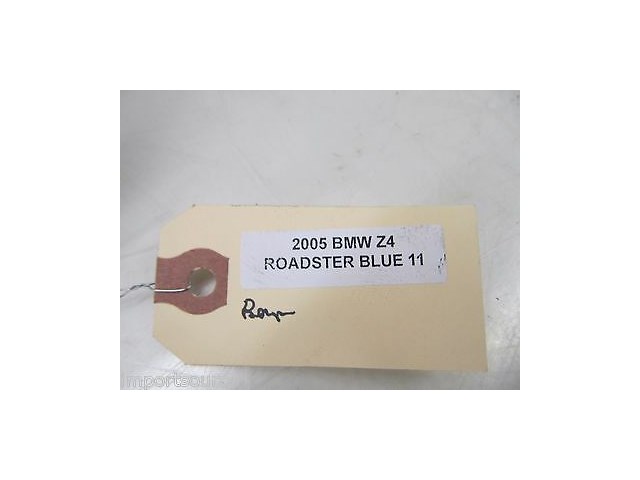 2005 BMW Z4
ROADSTER BLUE 11